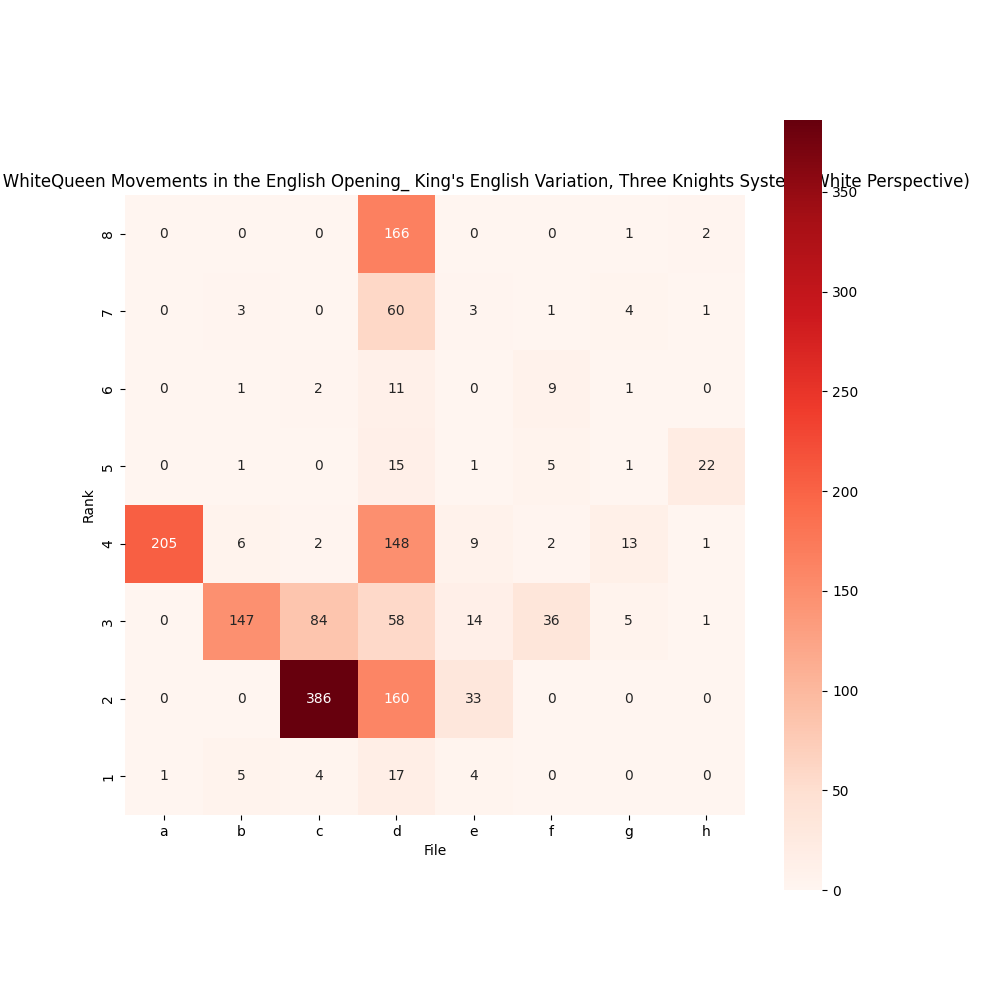 WhiteQueen Movements in the English Opening_ King's English Variation, Three Knights System (White Perspective)
350
8 0 0 0 166 0 0 1 2
300
7 0 3 0 60 3 1 4 1
250
6 0 1 2 11 0 9 1 0
5 0 1 0 15 1 5 1 22
200
Rank
4 205 6 2 148 9 2 13 1
150
3 0 147 84 58 14 36 5 1
100
2 0 0 386 160 33 0 0 0
50
1 1 5 4 17 4 0 0 0
a b c d e f g h
File
0